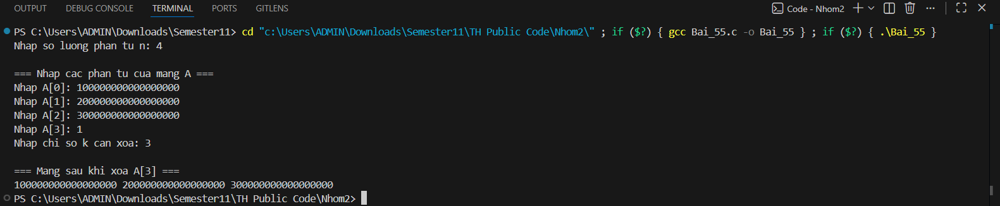 OUTPUT DEBUG CONSOLE TERMINAL PORTS GITLENS Code - Nhom2
PS C:\Users\ADMIN\Downloads\Semester11> cd "c:\Users\ADMIN\Downloads\Semester11\TH Public Code\Nhom2\" ; if ($?) { gcc Bai_55.c -o Bai_55 } ; if ($?) { .\Bai_55 }
Nhap so luong phan tu n: 4
=== Nhap cac phan tu cua mang A ===
Nhap A[0]: 100000000000000000
Nhap A[1]: 200000000000000000
Nhap A[2]: 300000000000000000
Nhap A[3]: 1
Nhap chi so k can xoa: 3
=== Mang sau khi xoa A[3] ===
100000000000000000 200000000000000000 300000000000000000
PS C:\Users\ADMIN\Downloads\Semester11\TH Public Code\Nhom2>